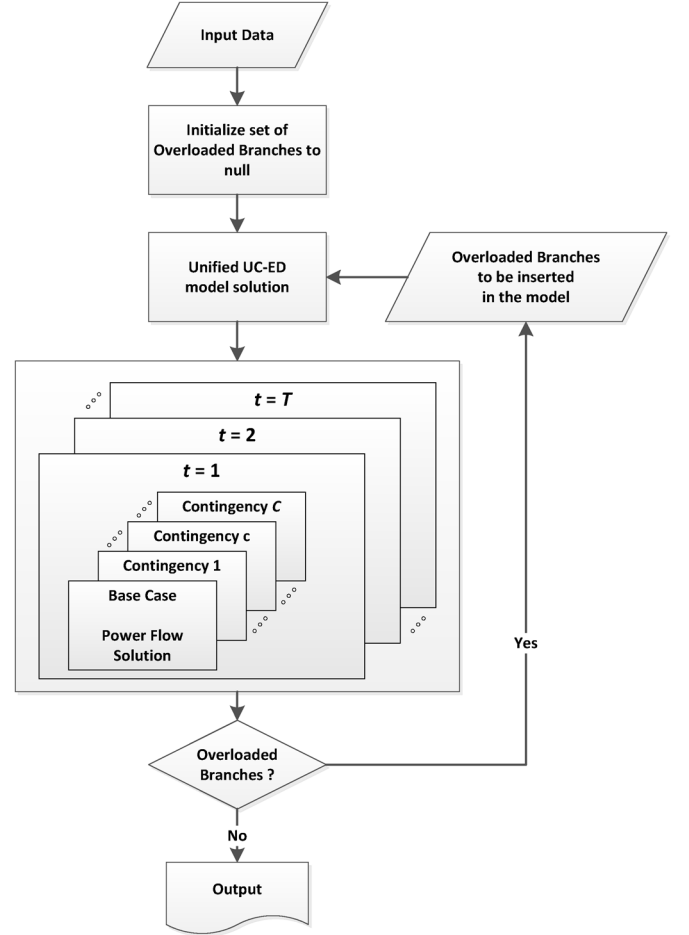 Input Data
Initialize set of
Overloaded Branches to
null
Unified UC-ED
model solution
Overloaded Branches
to be inserted
in the model
t = T
t = 2
t = 1
Contingency C
Contingency c
Contingency 1
Base Case
Power Flow
Solution
Yes
Overloaded
Branches ?
No
Output